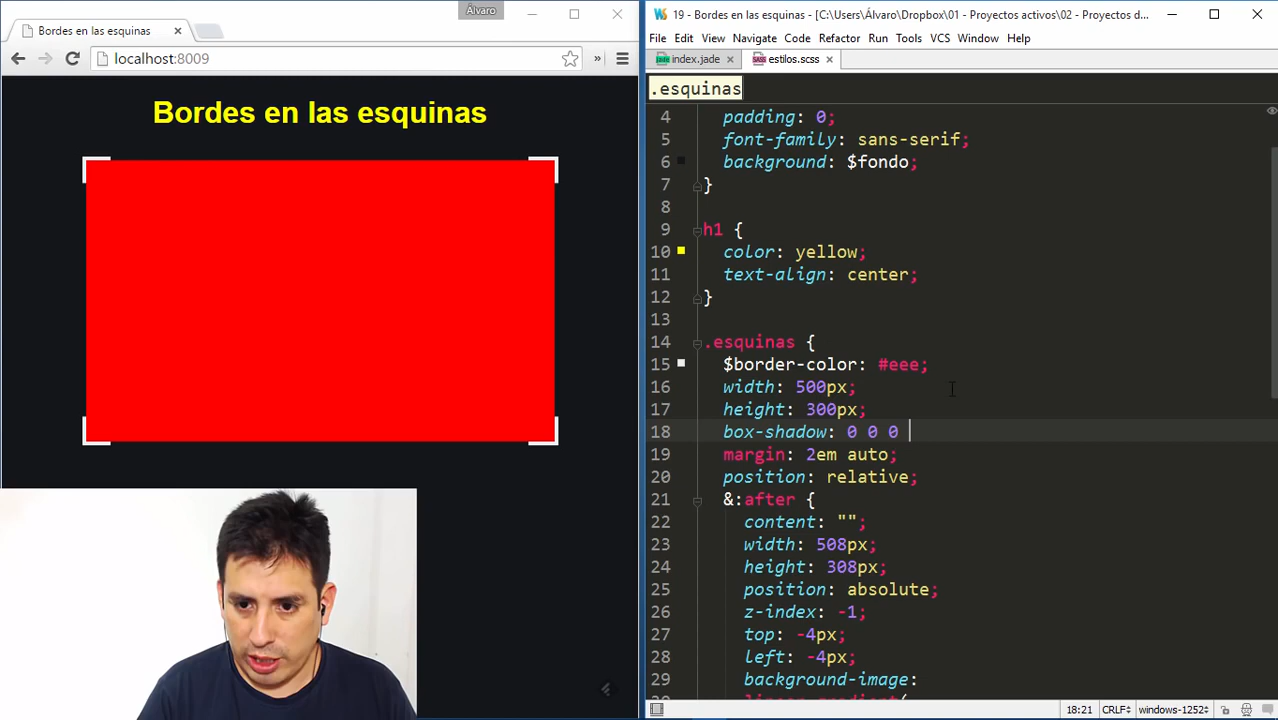 Álvaro
Bordes en las esquinas
localhost:8009
Bordes en las esquinas
19 - Bordes en las esquinas - [C:\Users\Álvaro\Dropbox\01 - Proyectos activos\02 - Proyectos d...
File Edit View Navigate Code Refactor Run Tools VCS Window Help
index.jade estilos.scss
.esquinas
4 padding: 0;
5 font-family: sans-serif;
6 background: $fondo;
7 }
8
9 h1 {
10 color: yellow;
11 text-align: center;
12 }
13
14 .esquinas {
15 $border-color: #eee;
16 width: 500px;
17 height: 300px;
18 box-shadow: 0 0 0
19 margin: 2em auto;
20 position: relative;
21 &:after {
22 content: "";
23 width: 508px;
24 height: 308px;
25 position: absolute;
26 z-index: -1;
27 top: -4px;
28 left: -4px;
29 background-image:
30 linear-gradient(
18:21 CRLF÷ windows-1252÷